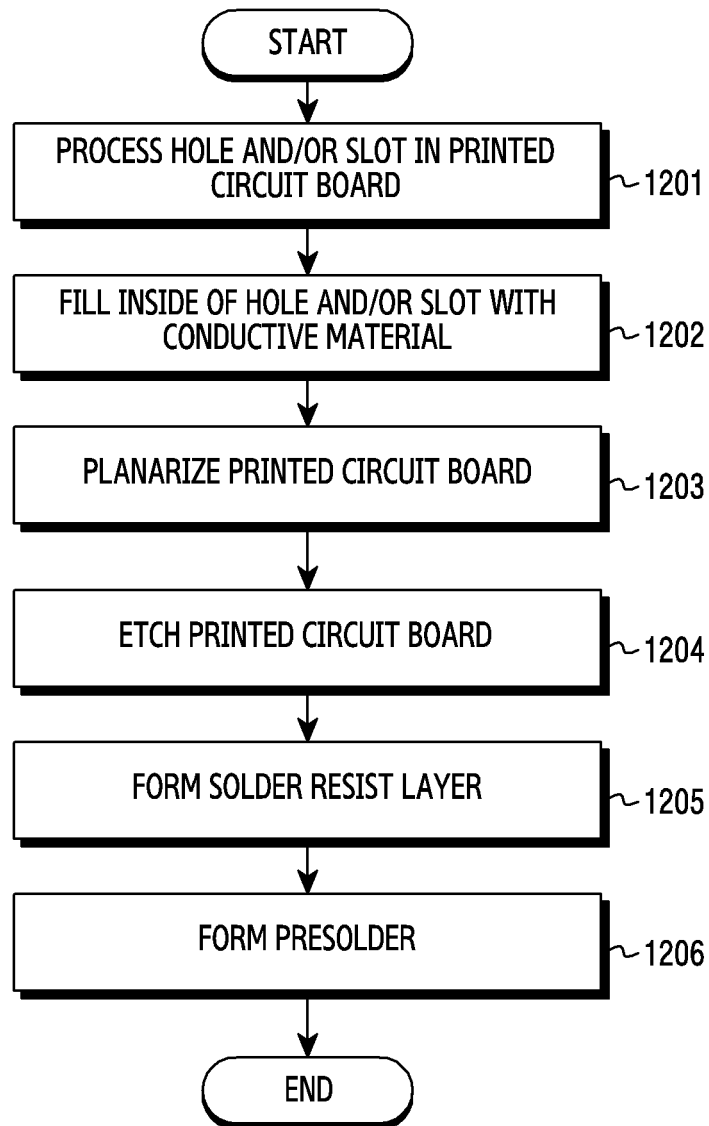 START
PROCESS HOLE AND/OR SLOT IN PRINTED
CIRCUIT BOARD
1201
FILL INSIDE OF HOLE AND/OR SLOT WITH
CONDUCTIVE MATERIAL
1202
PLANARIZE PRINTED CIRCUIT BOARD
1203
ETCH PRINTED CIRCUIT BOARD
1204
FORM SOLDER RESIST LAYER
1205
FORM PRESOLDER
1206
END